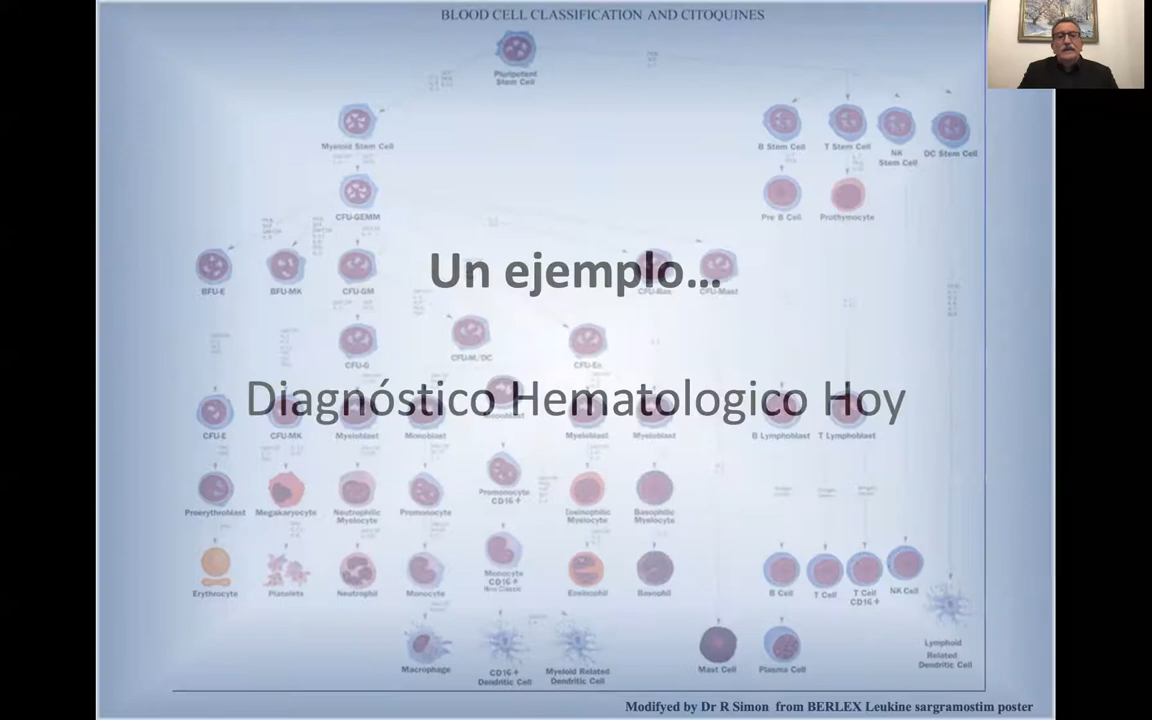 BLOOD CELL CLASSIFICATION AND CITOQUINES
Pluripotent
Stem Cell
Myeloid Stem Cell
B Stem Cell
T Stem Cell
NK
Stem Cell
DC Stem Cell
CFU-GEMM
Pre B Cell
Prothymocyte
Un ejemplo...
BFU-E
BFU-MK
CFU-GM
CFU-Bas
CFU-Mast
CFU-G
CFU-M/DC
CFU-Eo
Diagnóstico Hematologico Hoy
CFU-E
CFU-MK
Myeloblast
Monoblast
Myeloblast
Myeloblast
B Lymphoblast
T Lymphoblast
Proerythroblast
Megakaryocyte
Neutrophilic
Myelocyte
Promonocyte
Promonocyte
CD16+
Eosinophilic
Myelocyte
Basophilic
Myelocyte
Erythrocyte
Platelets
Neutrophil
Monocyte
Monocyte
CD16+
Non Classic
Eosinophil
Basophil
B Cell
T Cell
T Cell
CD16+
NK Cell
Macrophage
CD16+
Dendritic Cell
Myeloid Related
Dendritic Cell
Mast Cell
Plasma Cell
Lymphoid
Related
Dendritic Cell
Modifyed by Dr R Simon from BERLEX Leukine sargramostim poster